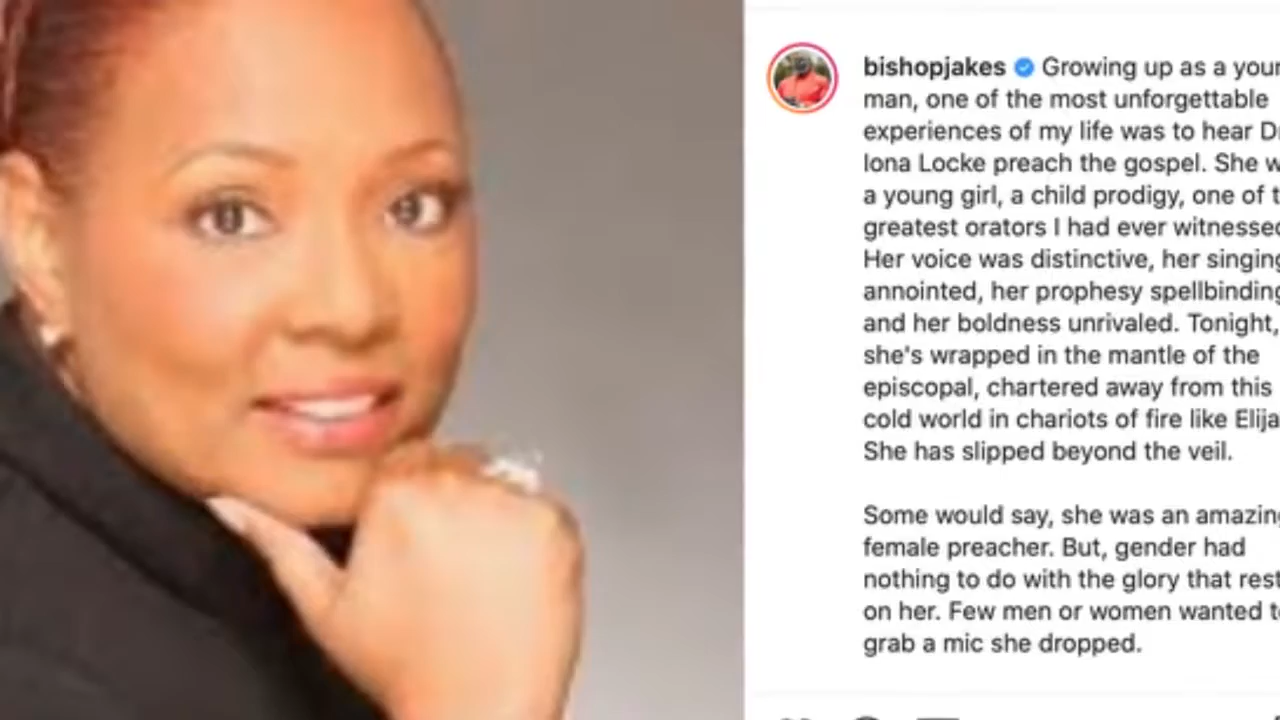 bishopjakes Growing up as a
man, one of the most unforgettable
experiences of my life was to hear
Iona Locke preach the gospel. She
a young girl, a child prodigy, one of
greatest orators I had ever witnessed
Her voice was distinctive, her singing
annointed, her prophesy spellbinding
and her boldness unrivaled. Tonight,
she's wrapped in the mantle of the
episcopal, chartered away from this
cold world in chariots of fire like
She has slipped beyond the veil.
Some would say, she was an amazing
female preacher. But, gender had
nothing to do with the glory that
on her. Few men or women wanted
grab a mic she dropped.